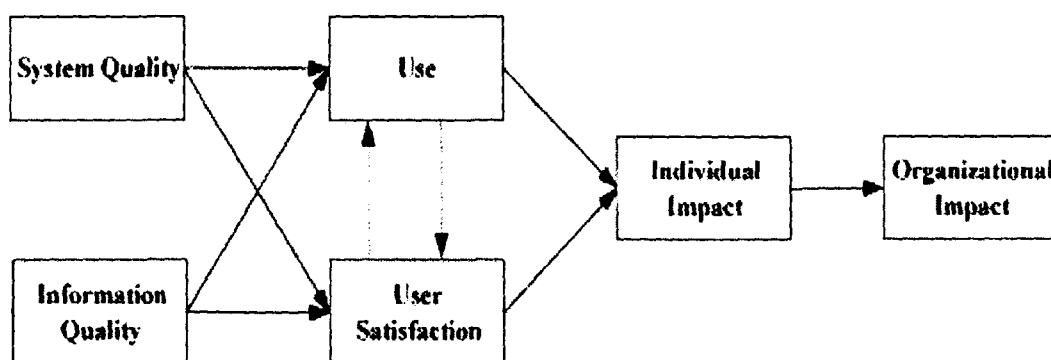 System Quality
Use
Individual
Impact
Organizational
Impact
Information
Quality
User
Satisfaction